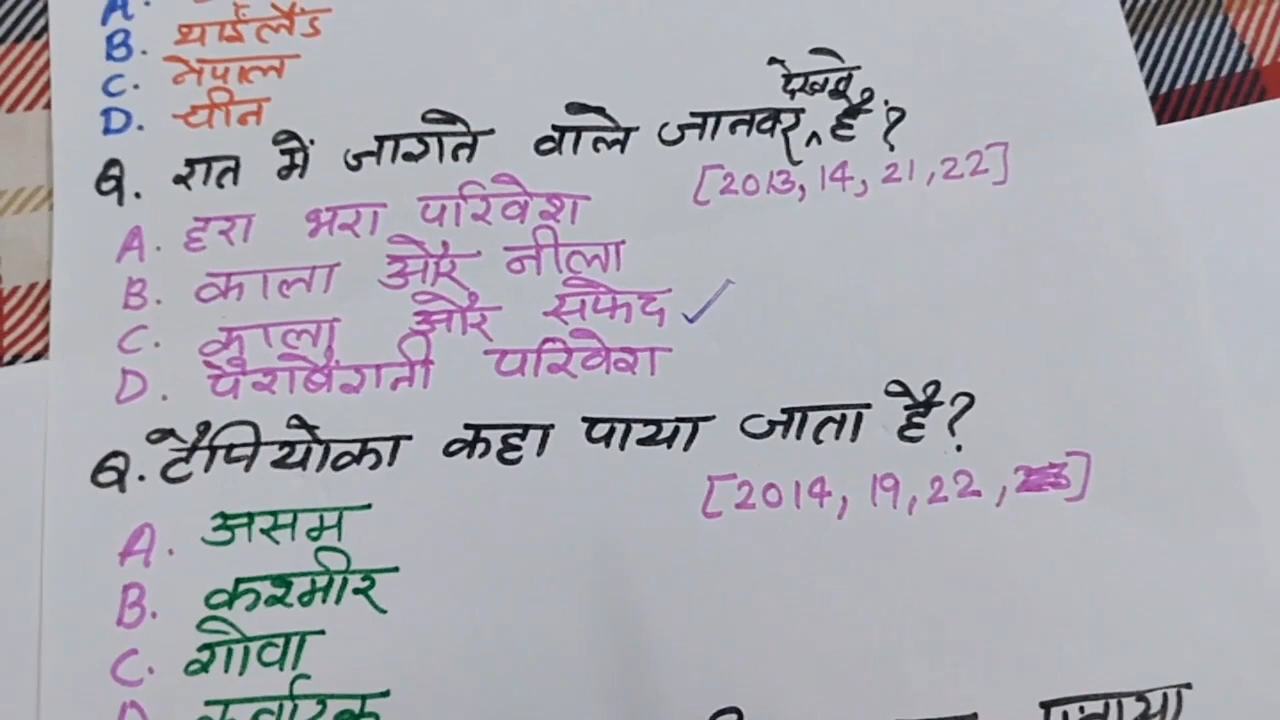 A.
B. थाईलैंड
C. नेपाल
D. चीन
Q. रात में जागते वाले जानवर देखते है?
[2013, 14, 21, 22]
A. हरा भरा परिवेश
B. काला और नीला
C. काला और सफेद ✓
D. पराबैंगनी परिवेश
Q. टैपियोका कहा पाया जाता है?
[2014, 19, 22, ]
A. असम
B. कश्मीर
C. गोवा
D.